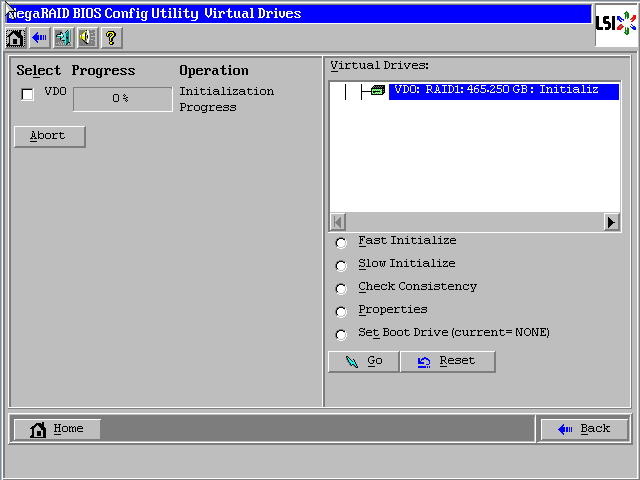 MegaRAID BIOS Config Utility Virtual Drives
LSI
Select Progress Operation
VD0 0 % Initialization
Progress
Abort
Virtual Drives:
VD0: RAID1: 465.250 GB: Initializ
Fast Initialize
Slow Initialize
Check Consistency
Properties
Set Boot Drive (current= NONE)
Go Reset
Home Back